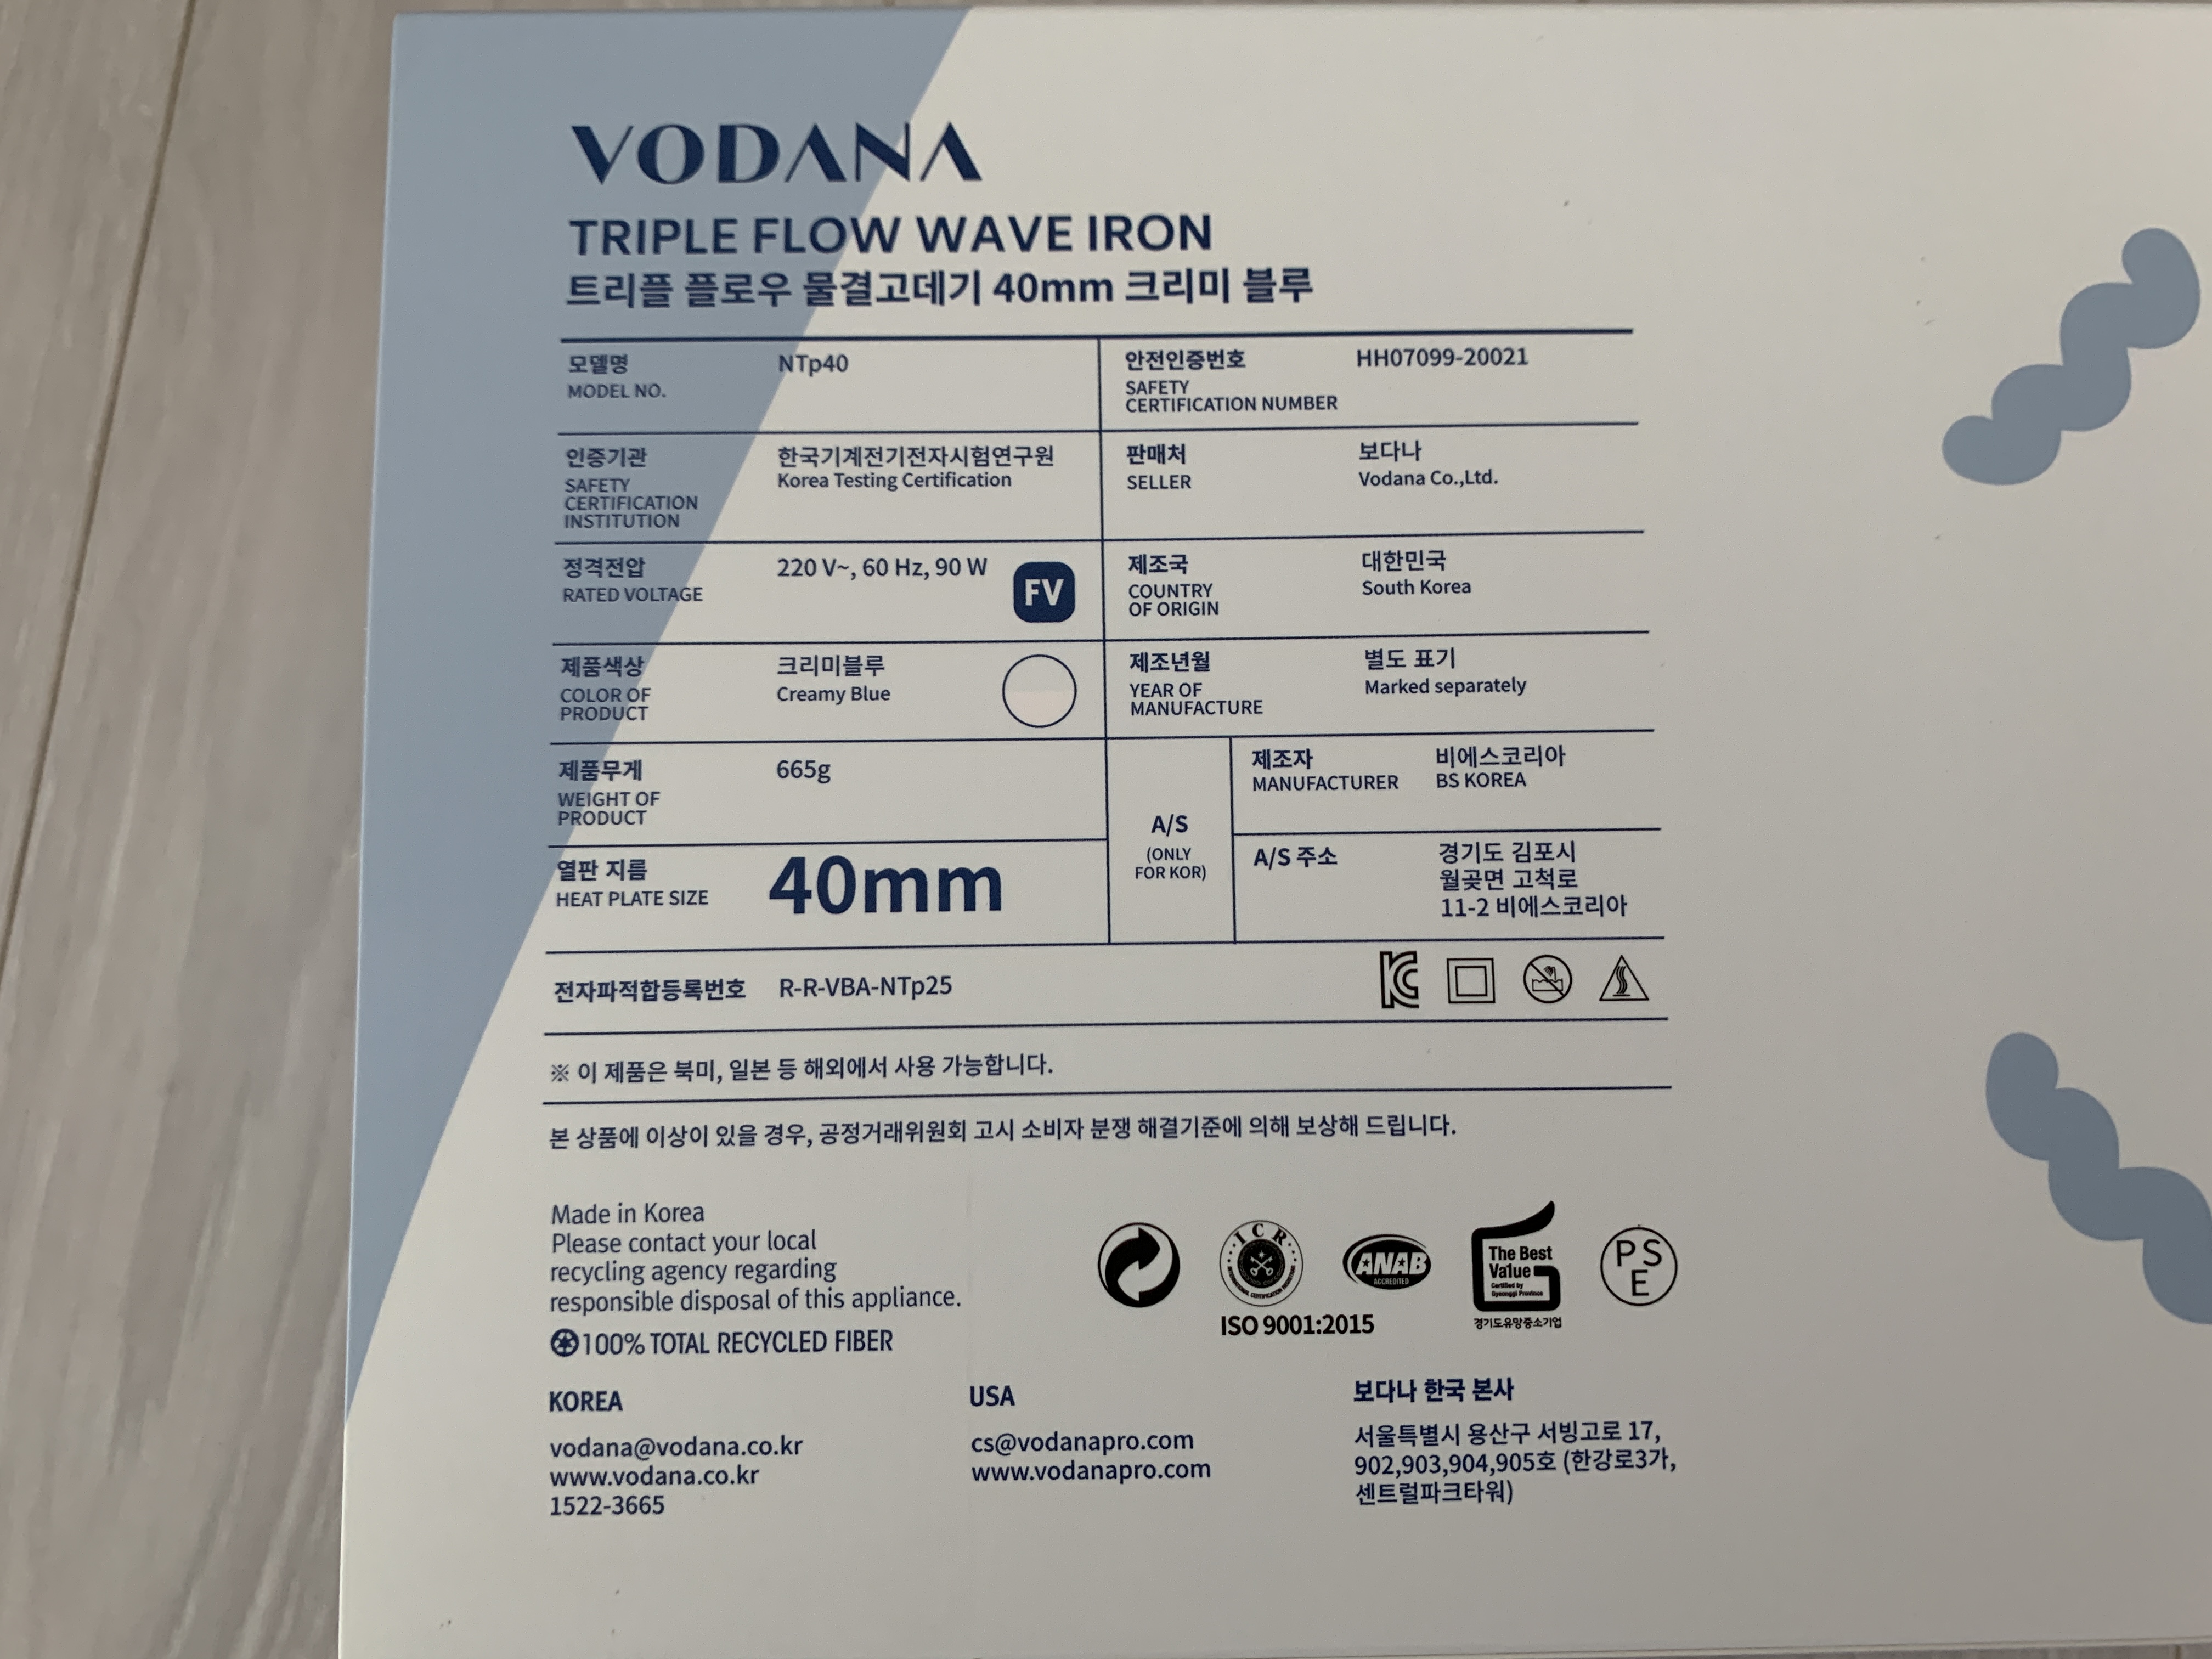 VODANA
TRIPLE FLOW WAVE IRON
트리플 플로우 물결고데기 40mm 크리미 블루
모델명
MODEL NO.
NTp40
안전인증번호
SAFETY
CERTIFICATION NUMBER
HH07099-20021
인증기관
SAFETY
CERTIFICATION
INSTITUTION
한국기계전기전자시험연구원
Korea Testing Certification
판매처
SELLER
보다나
Vodana Co.,Ltd.
정격전압
RATED VOLTAGE
220 V~, 60 Hz, 90 W
FV
제조국
COUNTRY
OF ORIGIN
대한민국
South Korea
제품색상
COLOR OF
PRODUCT
크리미블루
Creamy Blue
제조년월
YEAR OF
MANUFACTURE
별도 표기
Marked separately
제품무게
WEIGHT OF
PRODUCT
665g
열판 지름
HEAT PLATE SIZE
40mm
A/S
(ONLY
FOR KOR)
제조자
MANUFACTURER
비에스코리아
BS KOREA
A/S 주소
경기도 김포시
월곶면 고척로
11-2 비에스코리아
전자파적합등록번호
R-R-VBA-NTp25
※ 이 제품은 북미, 일본 등 해외에서 사용 가능합니다.
본 상품에 이상이 있을 경우, 공정거래위원회 고시 소비자 분쟁 해결기준에 의해 보상해 드립니다.
Made in Korea
Please contact your local
recycling agency regarding
responsible disposal of this appliance.
100% TOTAL RECYCLED FIBER
ICR
ANAB
ACCREDITED
ISO 9001:2015
The Best
Value
Certified by
Gyeonggi Province
경기도유망중소기업
PS
E
KOREA
vodana@vodana.co.kr
www.vodana.co.kr
1522-3665
USA
cs@vodanapro.com
www.vodanapro.com
보다나 한국 본사
서울특별시 용산구 서빙고로 17,
902,903,904,905호 (한강로3가,
센트럴파크타워)